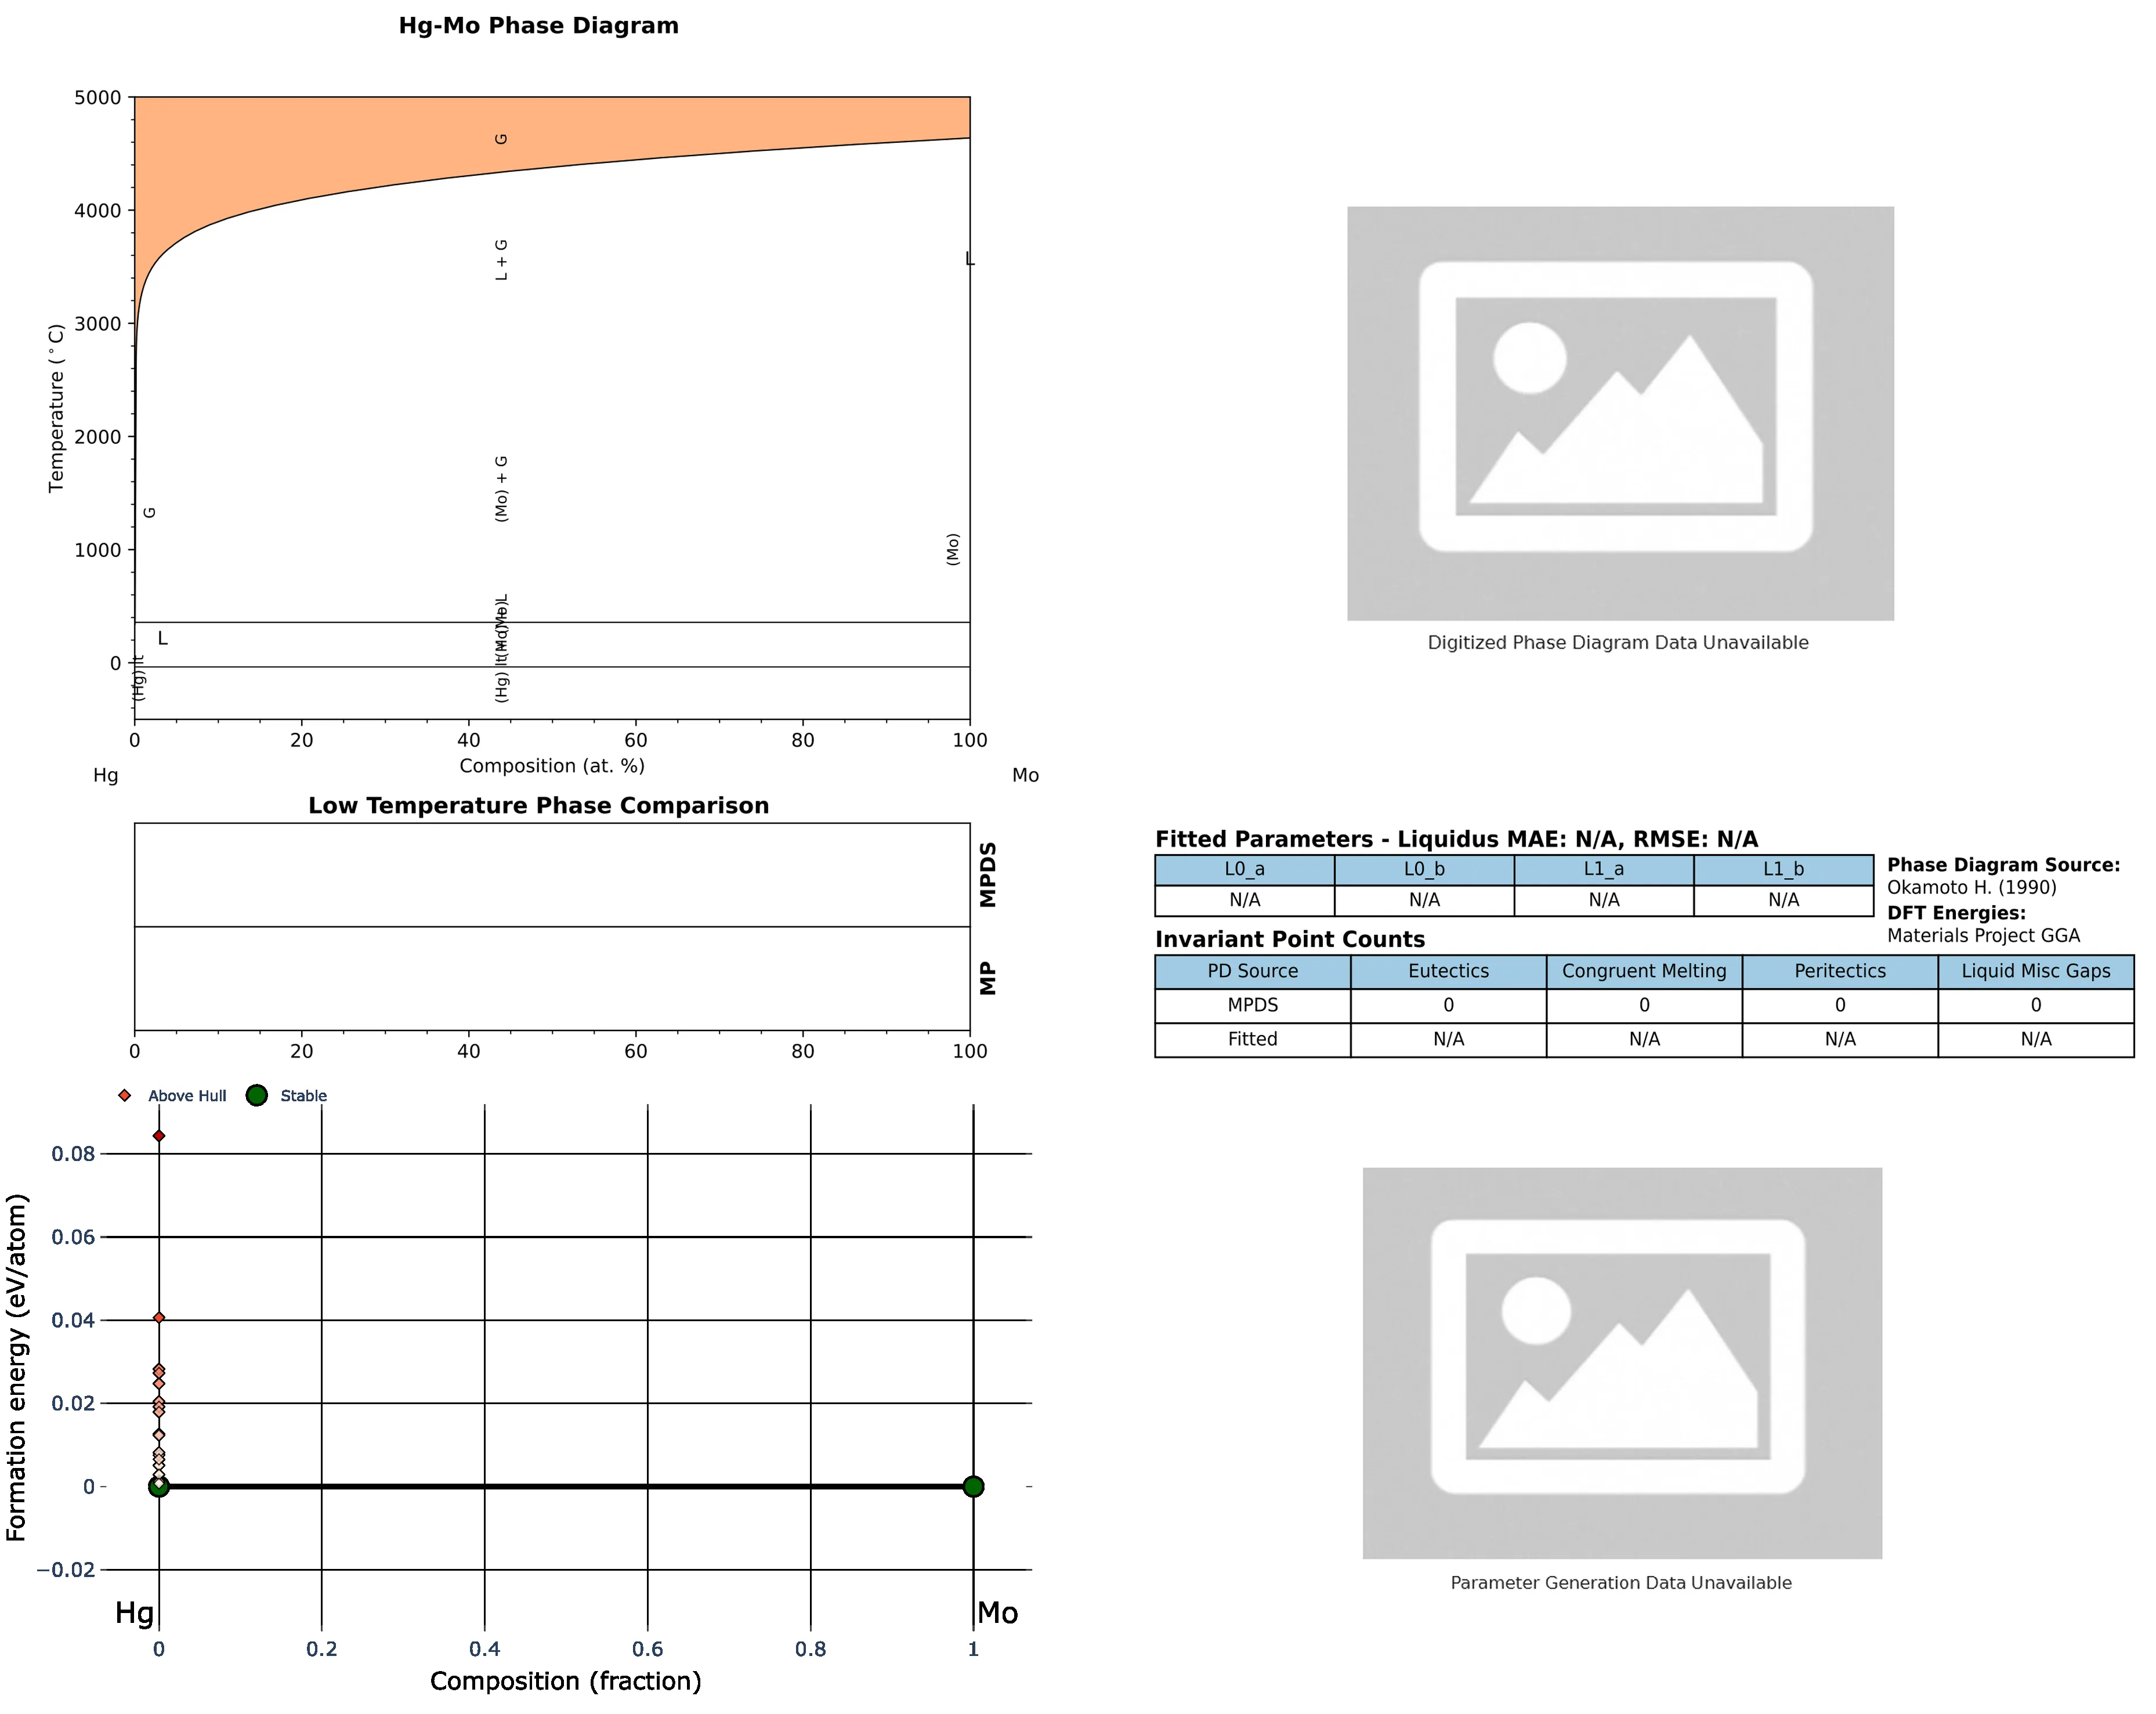 Hg-Mo Phase Diagram
5000
4000
3000
2000
1000
0
Temperature (°C)
G
L + G
L
(Mo) + G
G
(Mo)
L
(Hg) lt
0
20
40
60
80
100
Composition (at. %)
Hg
Mo
Digitized Phase Diagram Data Unavailable
Low Temperature Phase Comparison
MPDS
MP
0
20
40
60
80
100
Fitted Parameters - Liquidus MAE: N/A, RMSE: N/A
L0_a L0_b L1_a L1_b
N/A N/A N/A N/A
Phase Diagram Source:
Okamoto H. (1990)
DFT Energies:
Materials Project GGA
Invariant Point Counts
PD Source Eutectics Congruent Melting Peritectics Liquid Misc Gaps
MPDS 0 0 0 0
Fitted N/A N/A N/A N/A
Above Hull
Stable
0.08
0.06
0.04
0.02
0
−0.02
Formation energy (eV/atom)
Hg
Mo
0
0.2
0.4
0.6
0.8
1
Composition (fraction)
Parameter Generation Data Unavailable